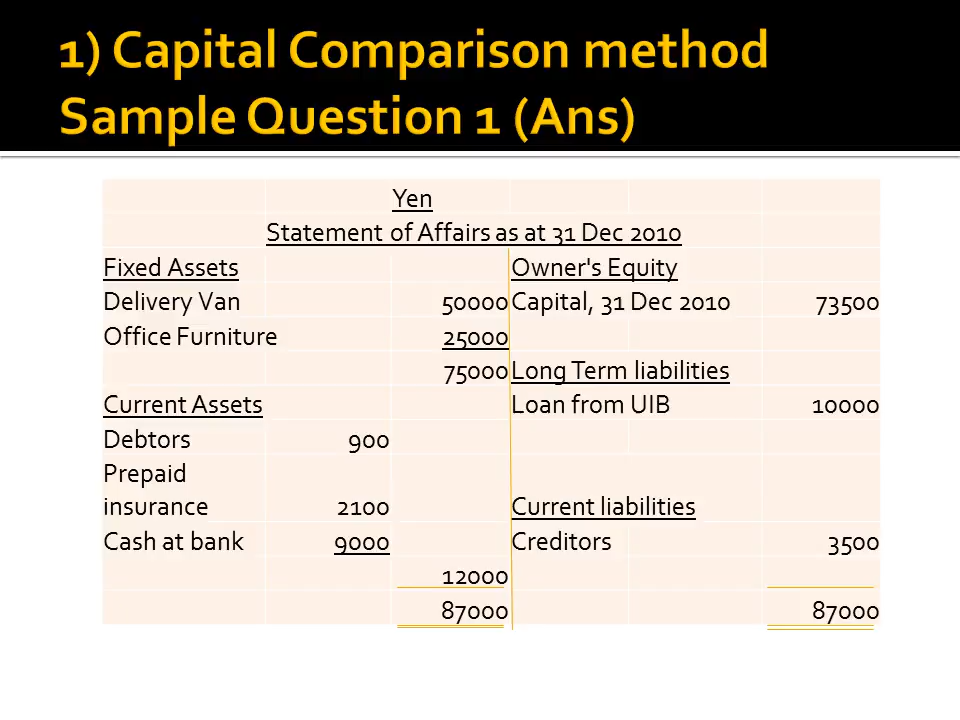 1) Capital Comparison method
Sample Question 1 (Ans)
Yen
Statement of Affairs as at 31 Dec 2010
Fixed Assets Owner's Equity
Delivery Van 50000 Capital, 31 Dec 2010 73500
Office Furniture 25000
75000 Long Term liabilities
Current Assets Loan from UIB 10000
Debtors 900
Prepaid
insurance 2100 Current liabilities
Cash at bank 9000 Creditors 3500
12000
87000 87000